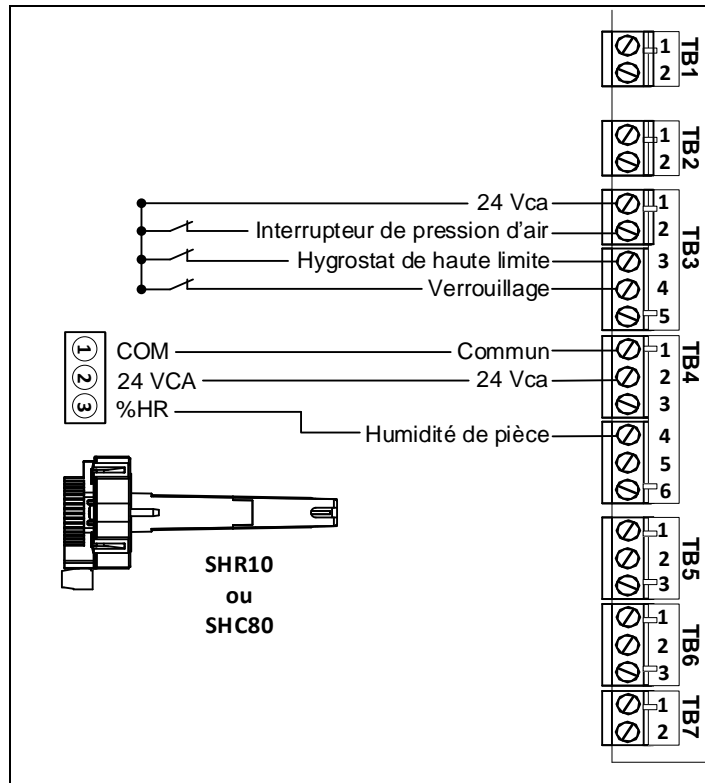 1
2
TB1
1
2
TB2
24 Vca 1
Interrupteur de pression d'air 2
Hygrostat de haute limite 3
Verrouillage 4
5
TB3
1 COM Commun 1
2 24 VCA 24 Vca 2
3 %HR 3
Humidité de pièce 4
5
6
TB4
SHR10
ou
SHC80
1
2
3
TB5
1
2
3
TB6
1
2
TB7